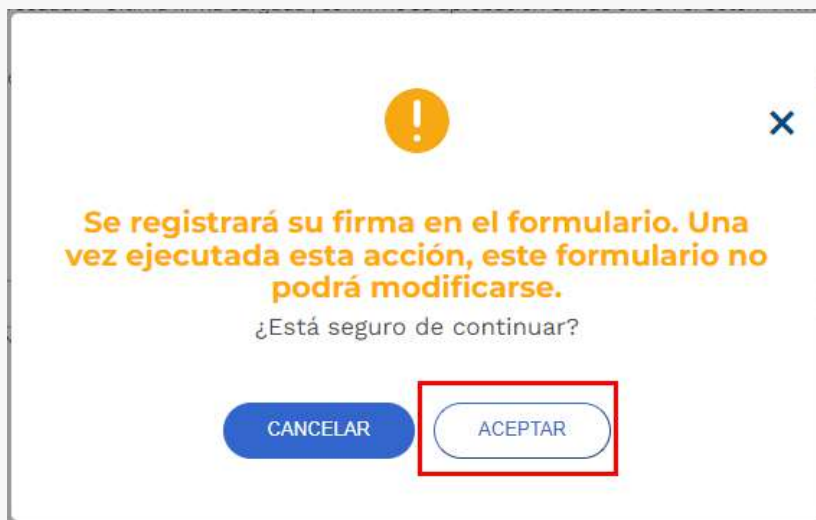 Se registrará su firma en el formulario. Una
vez ejecutada esta acción, este formulario no
podrá modificarse.
¿Está seguro de continuar?
CANCELAR
ACEPTAR